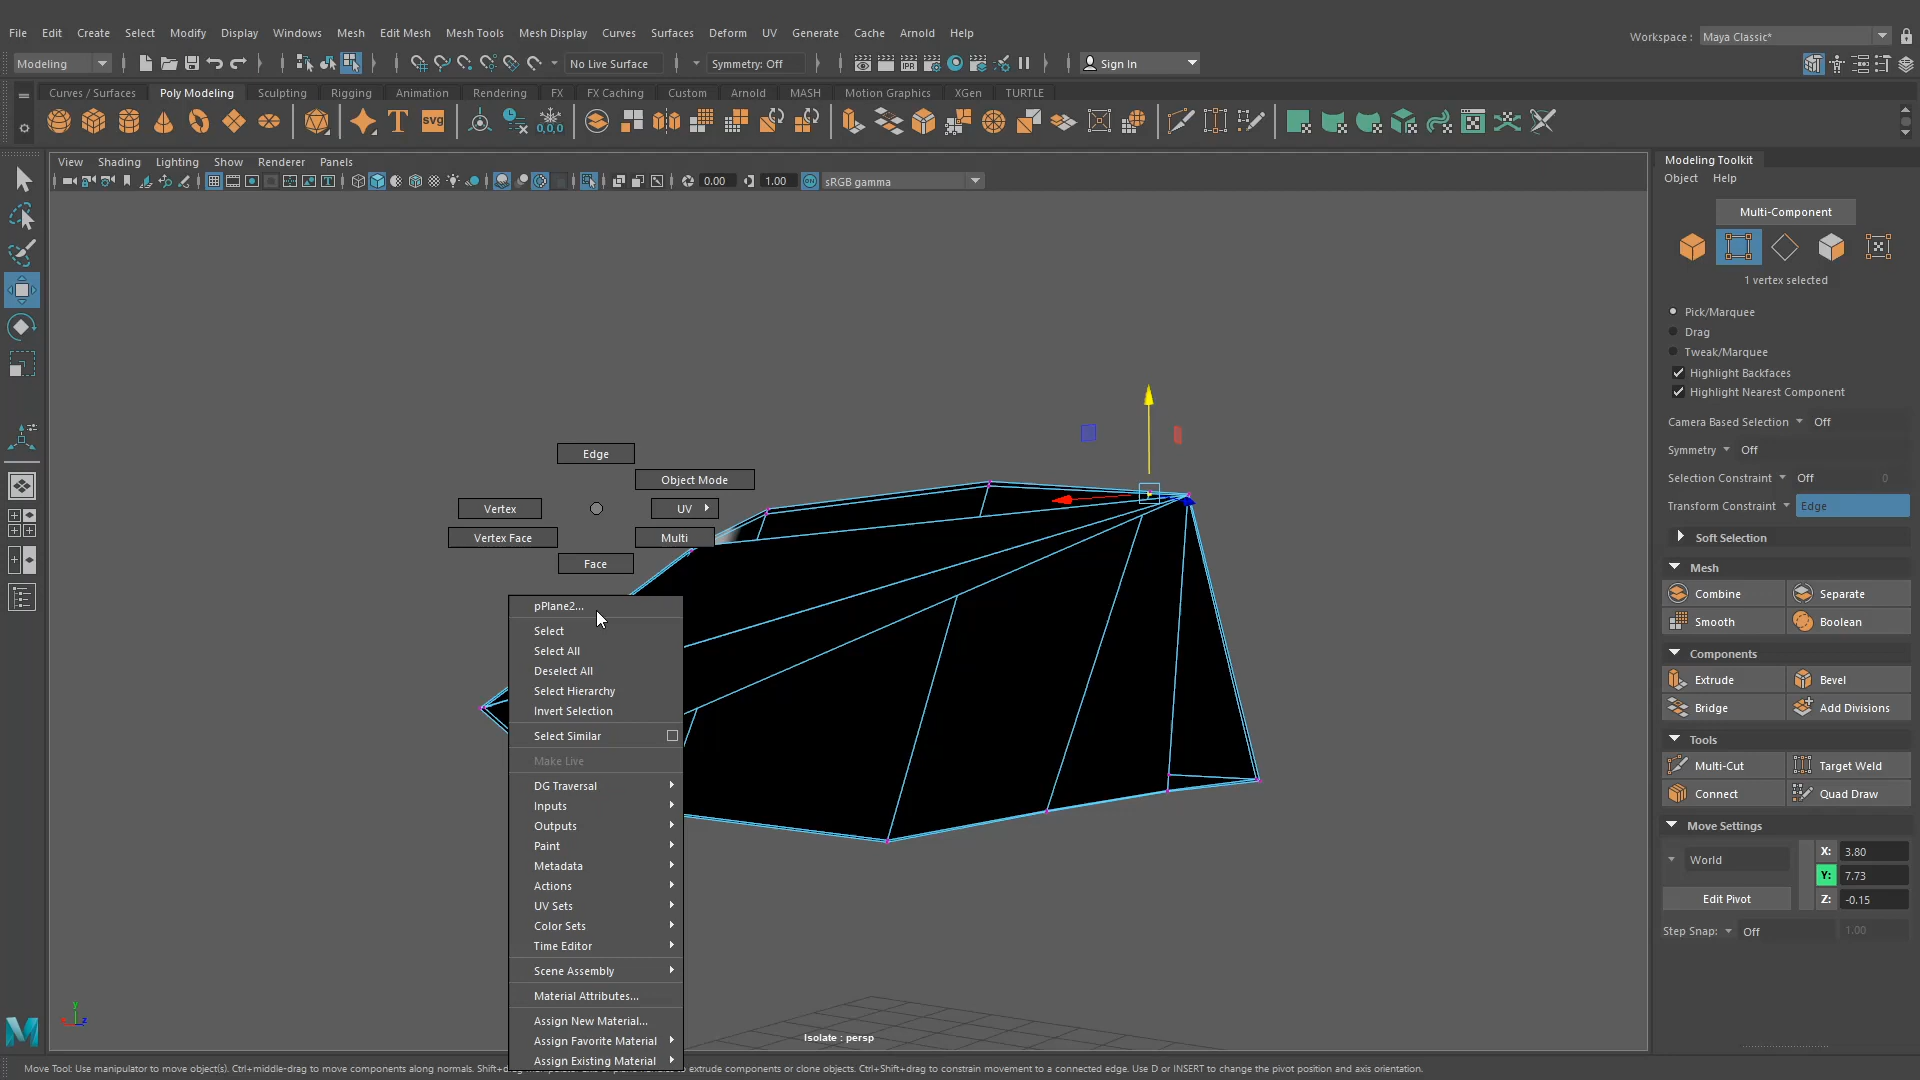 File Edit Create Select Modify Display Windows Mesh Edit Mesh Mesh Tools Mesh Display Curves Surfaces Deform UV Generate Cache Arnold Help
Workspace : Maya Classic*
Modeling No Live Surface Symmetry: Off Sign In
Curves / Surfaces Poly Modeling Sculpting Rigging Animation Rendering FX FX Caching Custom Arnold MASH Motion Graphics XGen TURTLE
T SVG 0,0,0
View Shading Lighting Show Renderer Panels
0.00 1.00 ON sRGB gamma
Modeling Toolkit
Object Help
Multi-Component
1 vertex selected
Pick/Marquee
Drag
Tweak/Marquee
Highlight Backfaces
Highlight Nearest Component
Camera Based Selection Off
Symmetry Off
Selection Constraint Off 0
Transform Constraint Edge
Soft Selection
Mesh
Combine Separate
Smooth Boolean
Components
Extrude Bevel
Bridge Add Divisions
Tools
Multi-Cut Target Weld
Connect Quad Draw
Move Settings
World X: 3.80
Y: 7.73
Edit Pivot Z: -0.15
Step Snap: Off 1.00
Edge
Object Mode
Vertex UV
Vertex Face Multi
Face
pPlane2...
Select
Select All
Deselect All
Select Hierarchy
Invert Selection
Select Similar
Make Live
DG Traversal
Inputs
Outputs
Paint
Metadata
Actions
UV Sets
Color Sets
Time Editor
Scene Assembly
Material Attributes...
Assign New Material...
Assign Favorite Material
Assign Existing Material
y
z
Isolate : persp
M
Move Tool: Use manipulator to move object(s). Ctrl+middle-drag to move components along normals. Shift+drag to extrude components or clone objects. Ctrl+Shift+drag to constrain movement to a connected edge. Use D or INSERT to change the pivot position and axis orientation.